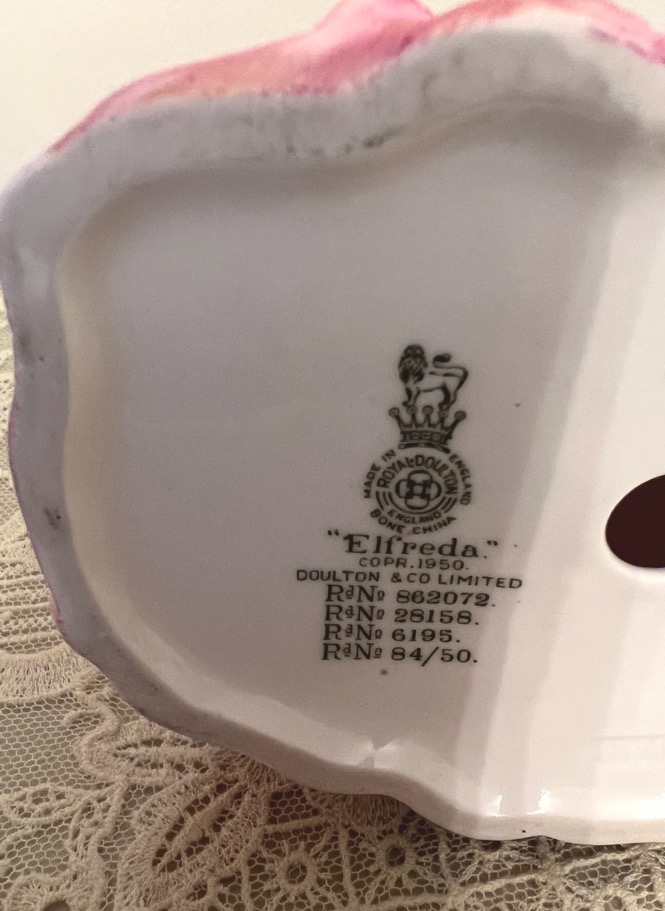 MADE IN ENGLAND
ROYAL DOULTON
ENGLAND
BONE CHINA
"Elfreda."
COPR. 1950.
DOULTON & CO LIMITED
Rd No 862072.
Rd No 28158.
Rd No 6195.
Rd No 84/50.